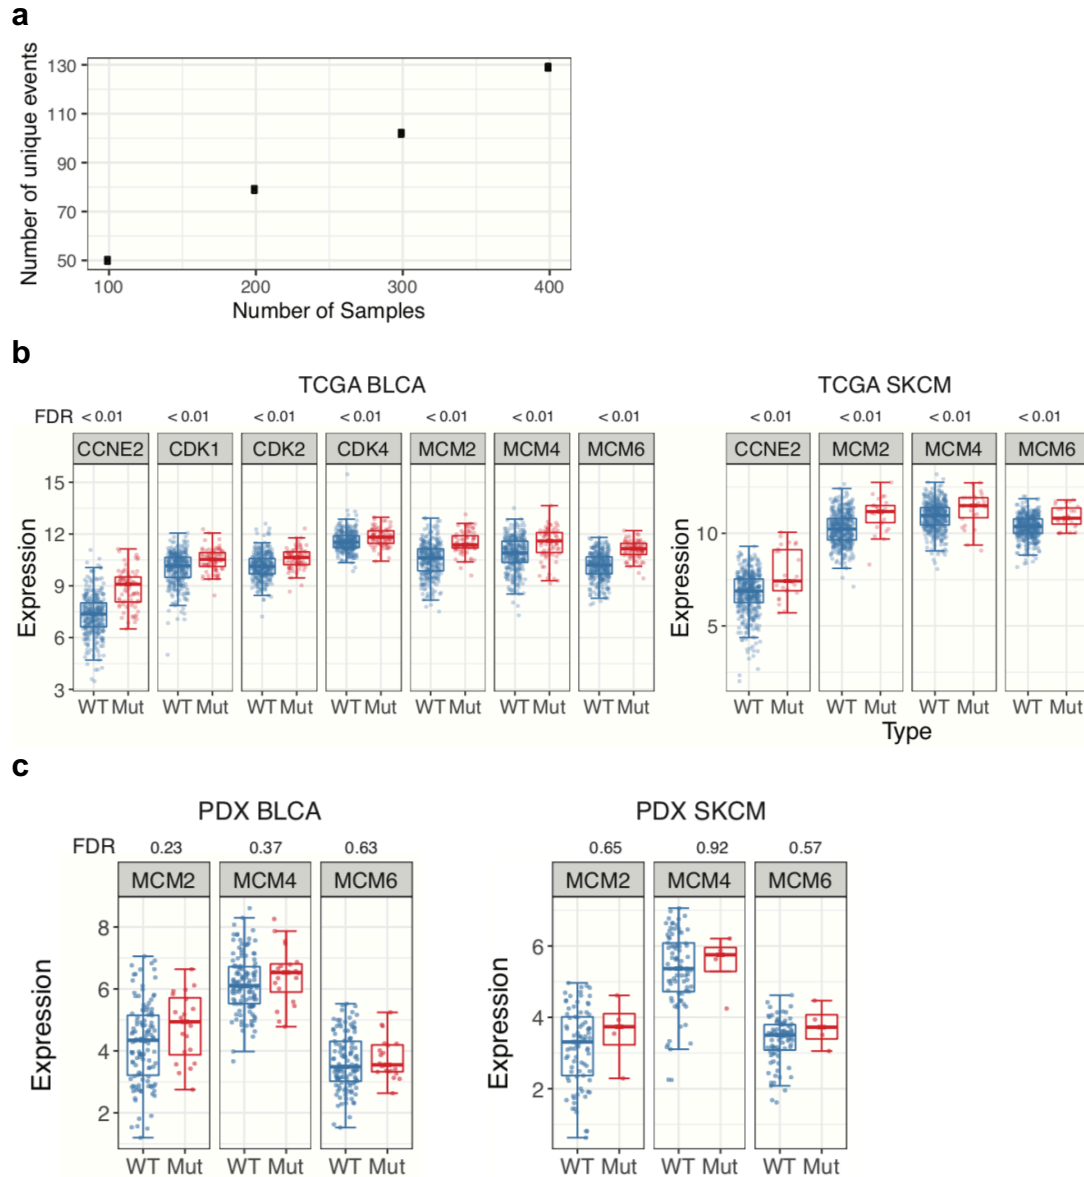 a
Number of unique events
130
110
90
70
50
100 200 300 400
Number of Samples
b
TCGA BLCA TCGA SKCM
FDR < 0.01 < 0.01 < 0.01 < 0.01 < 0.01 < 0.01 < 0.01 < 0.01 < 0.01 < 0.01 < 0.01
CCNE2 CDK1 CDK2 CDK4 MCM2 MCM4 MCM6 CCNE2 MCM2 MCM4 MCM6
Expression
15
12
9
6
3
Expression
10
5
WT Mut WT Mut WT Mut WT Mut WT Mut WT Mut WT Mut WT Mut WT Mut WT Mut WT Mut
Type
c
PDX BLCA PDX SKCM
FDR 0.23 0.37 0.63 0.65 0.92 0.57
MCM2 MCM4 MCM6 MCM2 MCM4 MCM6
Expression
8
6
4
2
Expression
6
4
2
WT Mut WT Mut WT Mut WT Mut WT Mut WT Mut